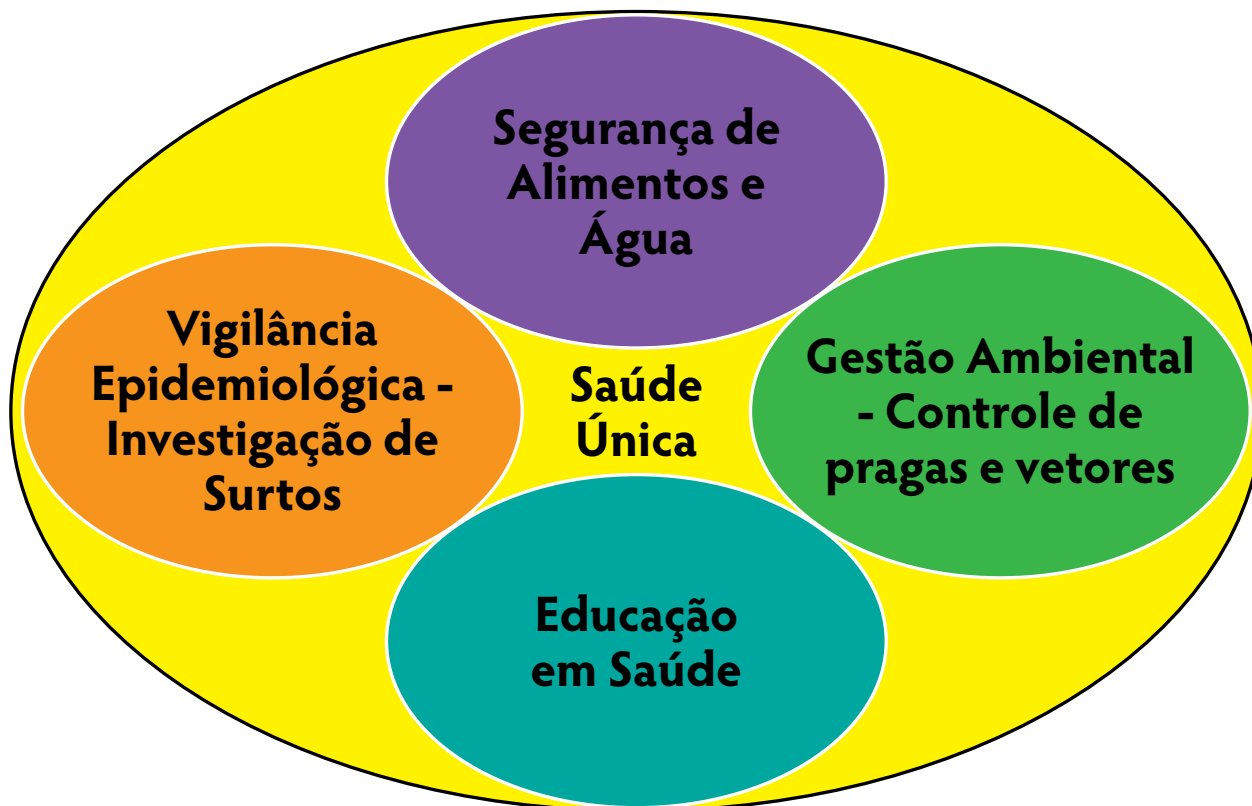 Segurança de
Alimentos e
Água
Vigilância
Epidemiológica -
Investigação de
Surtos
Saúde
Única
Gestão Ambiental
- Controle de
pragas e vetores
Educação
em Saúde